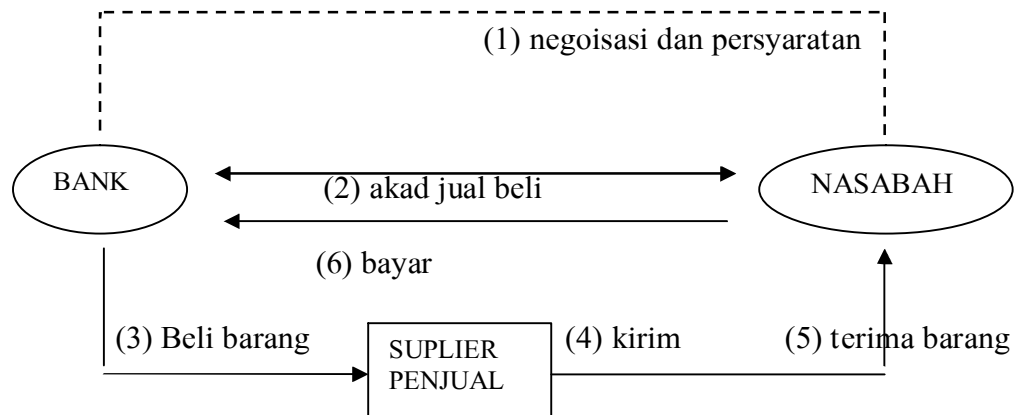 (1) negoisasi dan persyaratan
BANK
NASABAH
(2) akad jual beli
(6) bayar
(3) Beli barang
SUPLIER
PENJUAL
(4) kirim
(5) terima barang